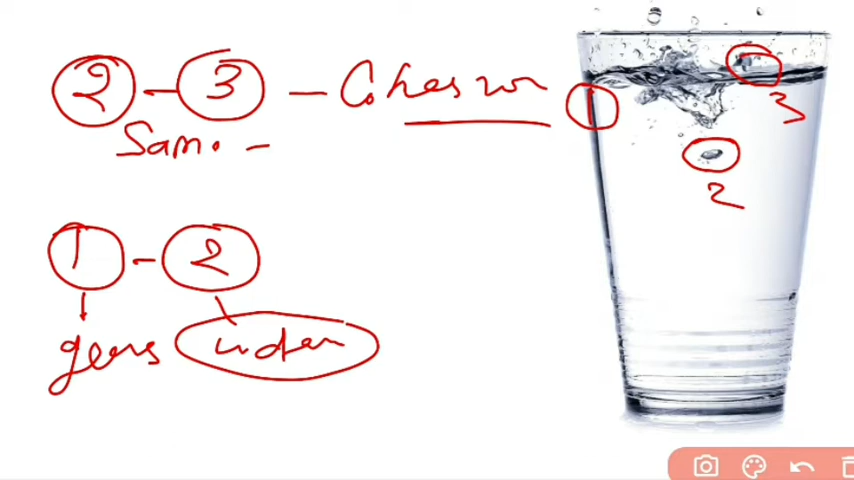 2 - 3 - Cohesion
Same -
1
3
2
1 - 2
glass water